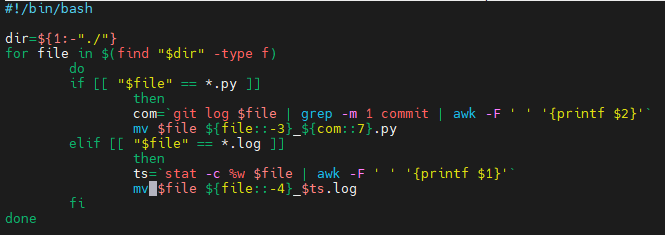 #!/bin/bash

dir=${1:-"./"}
for file in $(find "$dir" -type f)
        do
        if [[ "$file" == *.py ]]
                then
                com=`git log $file | grep -m 1 commit | awk -F ' ' '{printf $2}'`
                mv $file ${file::-3}_${com::7}.py
        elif [[ "$file" == *.log ]]
                then
                ts=`stat -c %w $file | awk -F ' ' '{printf $1}'`
                mv $file ${file::-4}_$ts.log
        fi
done